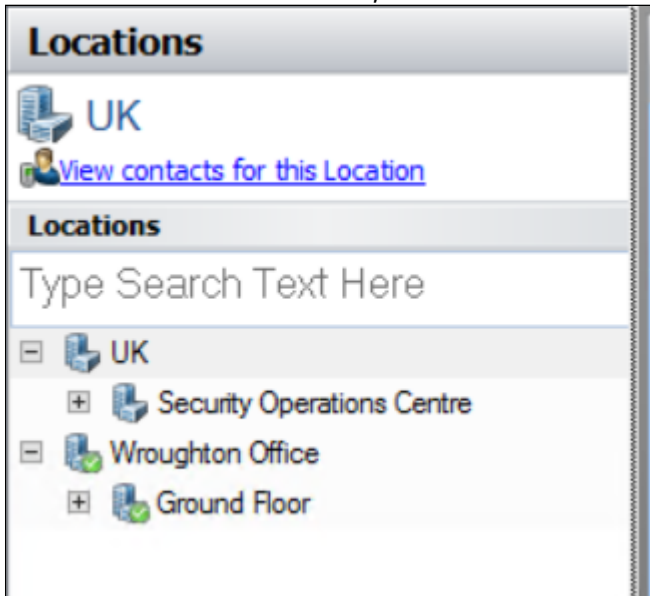 Locations
UK
View contacts for this Location
Locations
Type Search Text Here
UK
Security Operations Centre
Wroughton Office
Ground Floor